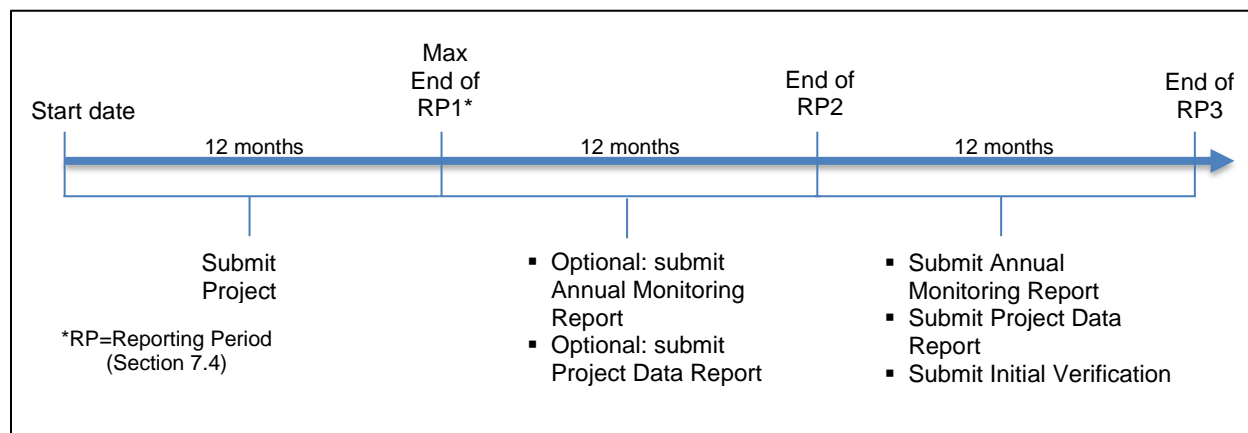 Start date
Max
End of
RP1*
End of
RP2
End of
RP3
12 months
12 months
12 months
Submit
Project
*RP=Reporting Period
(Section 7.4)
▪ Optional: submit
Annual Monitoring
Report
▪ Optional: submit
Project Data Report
▪ Submit Annual
Monitoring Report
▪ Submit Project Data
Report
▪ Submit Initial Verification